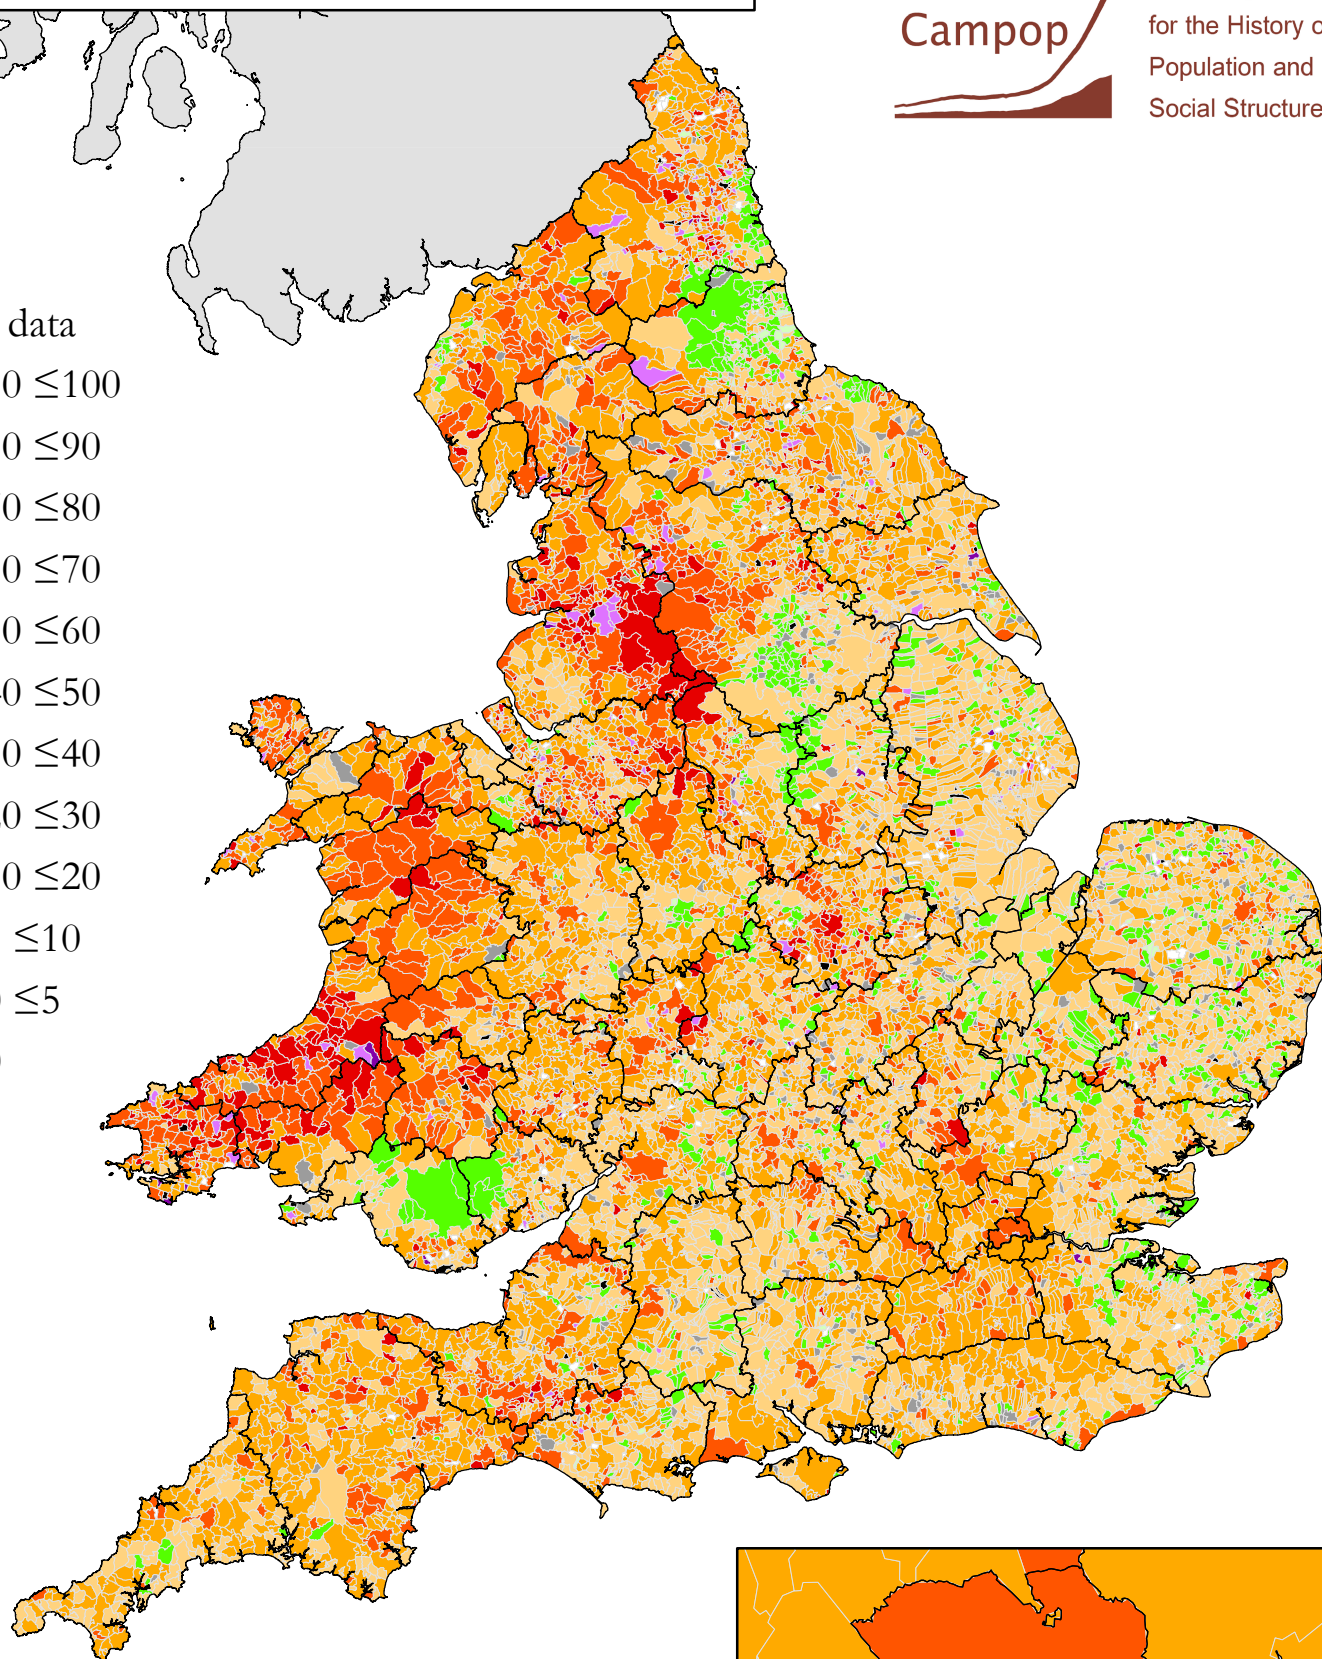 Campop
for the History o
Population and
Social Structure
data
0 ≤100
0 ≤90
0 ≤80
0 ≤70
0 ≤60
0 ≤50
0 ≤40
0 ≤30
0 ≤20
≤10
≤5